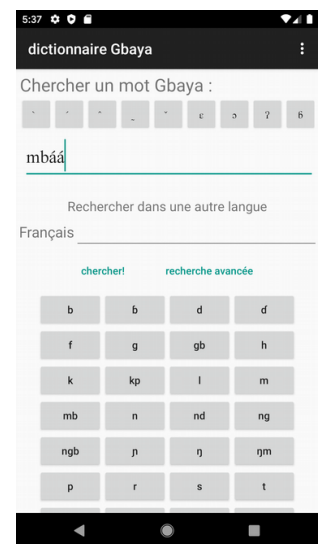 5:37
dictionnaire Gbaya
Chercher un mot Gbaya :
` ´ ˆ ˷ ˇ ɛ ɔ ʔ ɓ
mbáá
Rechercher dans une autre langue
Français
chercher! recherche avancée
b ɓ d ɗ
f g gb h
k kp l m
mb n nd ng
ngb ɲ ŋ ŋm
p r s t